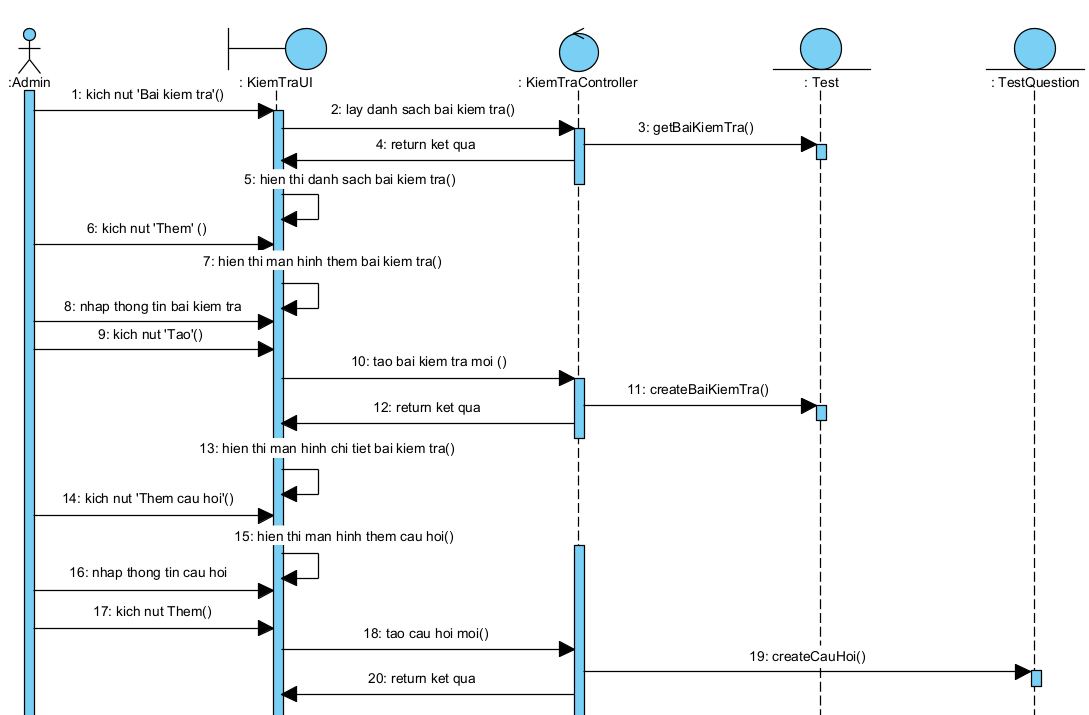 :Admin
: KiemTraUI
: KiemTraController
: Test
: TestQuestion
1: kich nut 'Bai kiem tra'()
2: lay danh sach bai kiem tra()
3: getBaiKiemTra()
4: return ket qua
5: hien thi danh sach bai kiem tra()
6: kich nut 'Them' ()
7: hien thi man hinh them bai kiem tra()
8: nhap thong tin bai kiem tra
9: kich nut 'Tao'()
10: tao bai kiem tra moi ()
11: createBaiKiemTra()
12: return ket qua
13: hien thi man hinh chi tiet bai kiem tra()
14: kich nut 'Them cau hoi'()
15: hien thi man hinh them cau hoi()
16: nhap thong tin cau hoi
17: kich nut Them()
18: tao cau hoi moi()
19: createCauHoi()
20: return ket qua